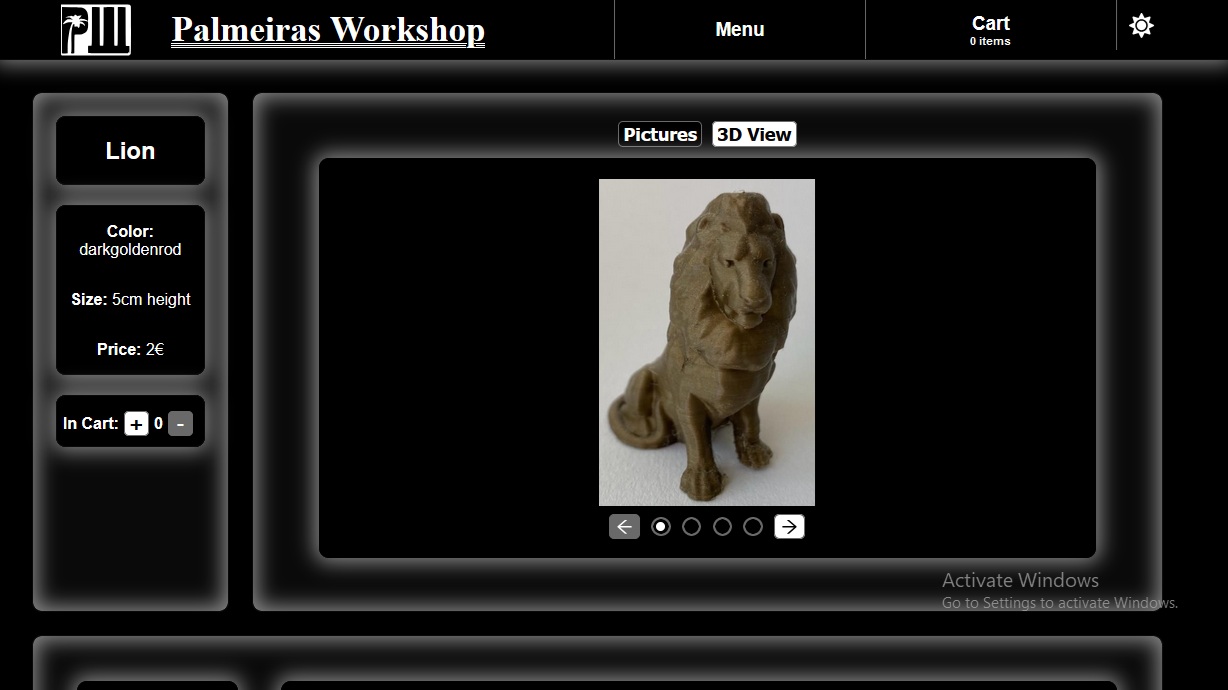 Palmeiras Workshop
Menu
Cart
0 items
Lion
Color:
darkgoldenrod
Size: 5cm height
Price: 2€
In Cart: + 0 -
Pictures 3D View
Activate Windows
Go to Settings to activate Windows.